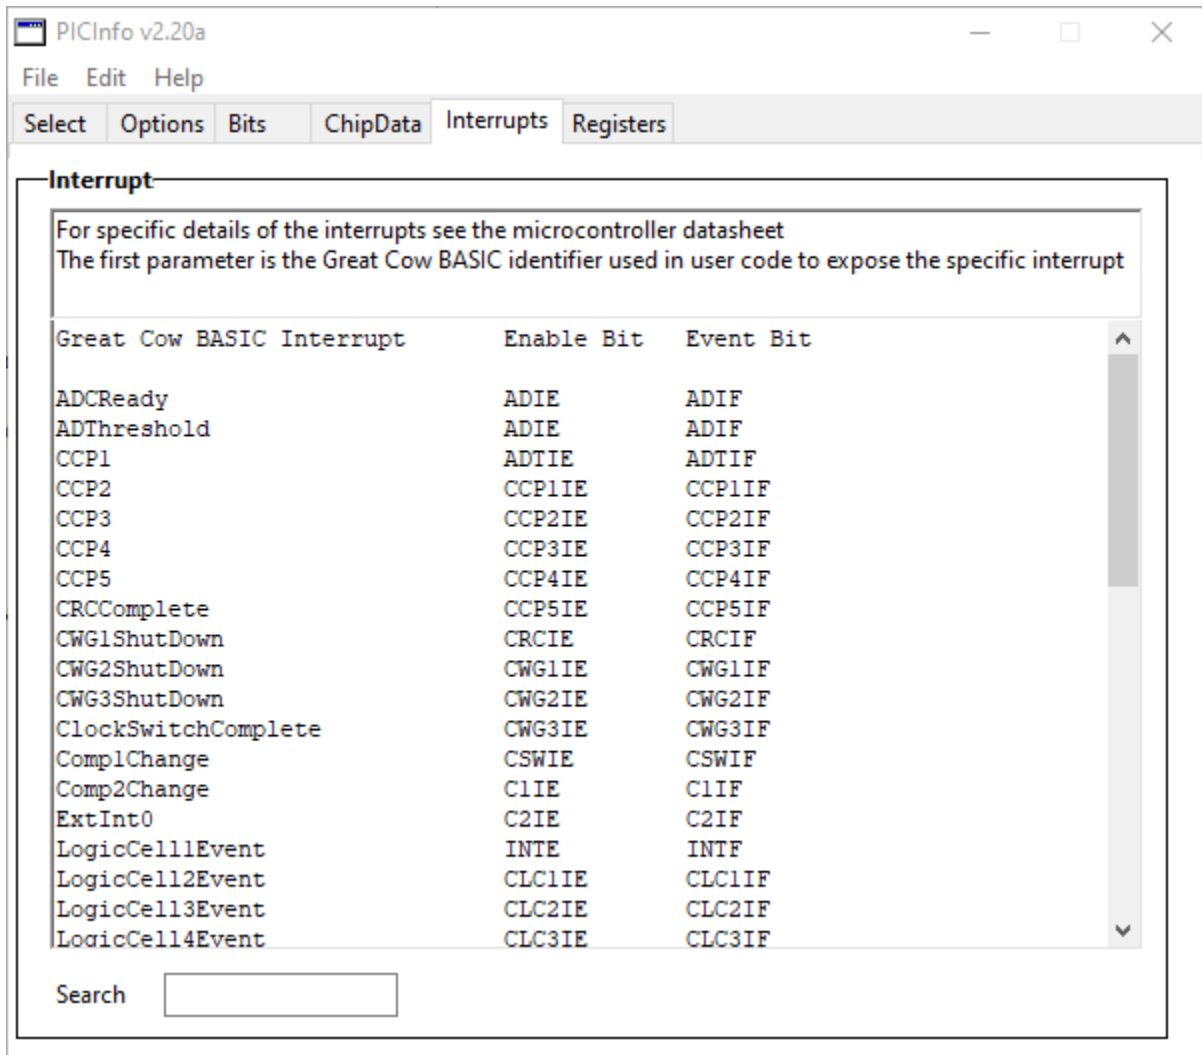 PICInfo v2.20a
File Edit Help
Select Options Bits ChipData Interrupts Registers
Interrupt
For specific details of the interrupts see the microcontroller datasheet
The first parameter is the Great Cow BASIC identifier used in user code to expose the specific interrupt
Great Cow BASIC Interrupt Enable Bit Event Bit
ADCReady ADIE ADIF
ADThreshold ADIE ADIF
CCP1 ADTIE ADTIF
CCP2 CCP1IE CCP1IF
CCP3 CCP2IE CCP2IF
CCP4 CCP3IE CCP3IF
CCP5 CCP4IE CCP4IF
CRCComplete CCP5IE CCP5IF
CWG1ShutDown CRCIE CRCIF
CWG2ShutDown CWG1IE CWG1IF
CWG3ShutDown CWG2IE CWG2IF
ClockSwitchComplete CWG3IE CWG3IF
Comp1Change CSWIE CSWIF
Comp2Change C1IE C1IF
ExtInt0 C2IE C2IF
LogicCell1Event INTE INTF
LogicCell2Event CLC1IE CLC1IF
LogicCell3Event CLC2IE CLC2IF
LogicCell4Event CLC3IE CLC3IF
Search